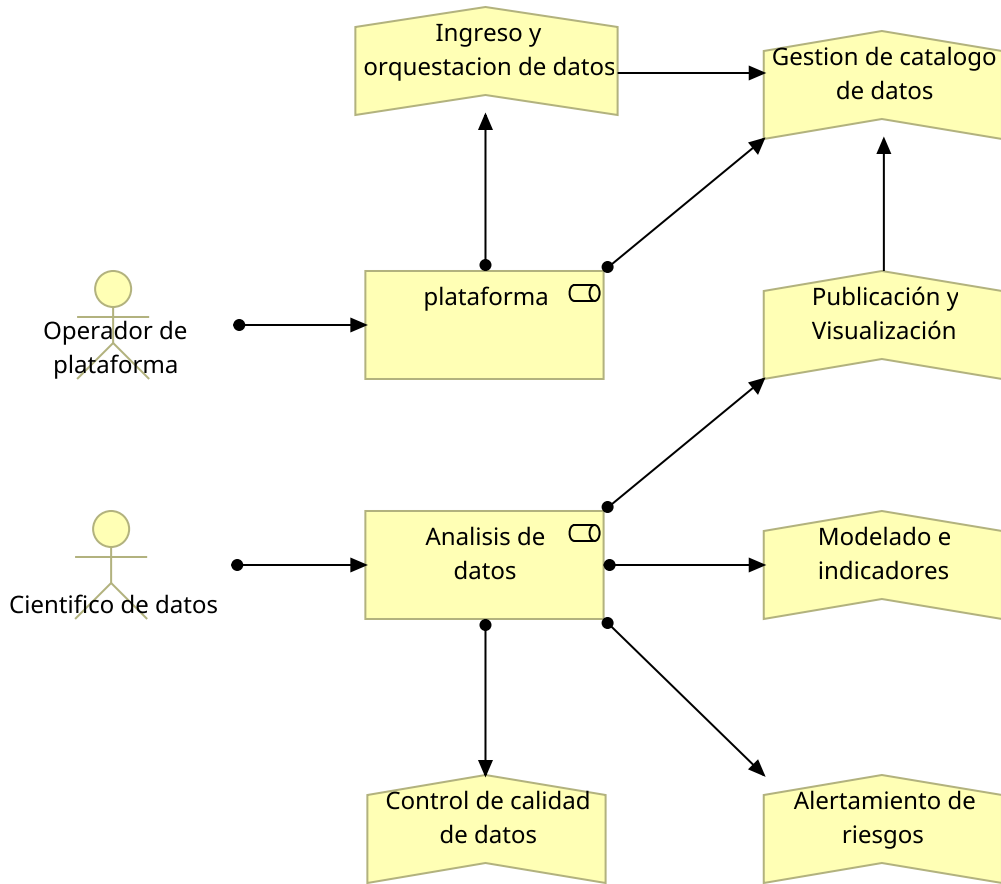 Ingreso y
orquestacion de datos
Gestion de catalogo
de datos
Operador de
plataforma
plataforma
Publicación y
Visualización
Cientifico de datos
Analisis de
datos
Modelado e
indicadores
Control de calidad
de datos
Alertamiento de
riesgos